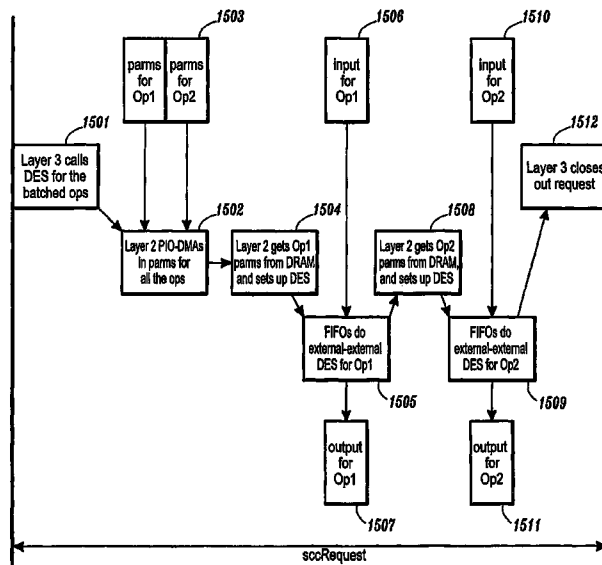 1503
1506
1510
parms
for
Op1
parms
for
Op2
input
for
Op1
input
for
Op2
1501
1512
Layer 3 calls
DES for the
batched ops
Layer 3 closes
out request
1502
1504
1508
Layer 2 PIO-DMAs
in parms for
all the ops
Layer 2 gets Op1
parms from DRAM,
and sets up DES
Layer 2 gets Op2
parms from DRAM,
and sets up DES
FIFOs do
external-external
DES for Op1
FIFOs do
external-external
DES for Op2
1505
1509
output
for
Op1
output
for
Op2
1507
1511
sccRequest